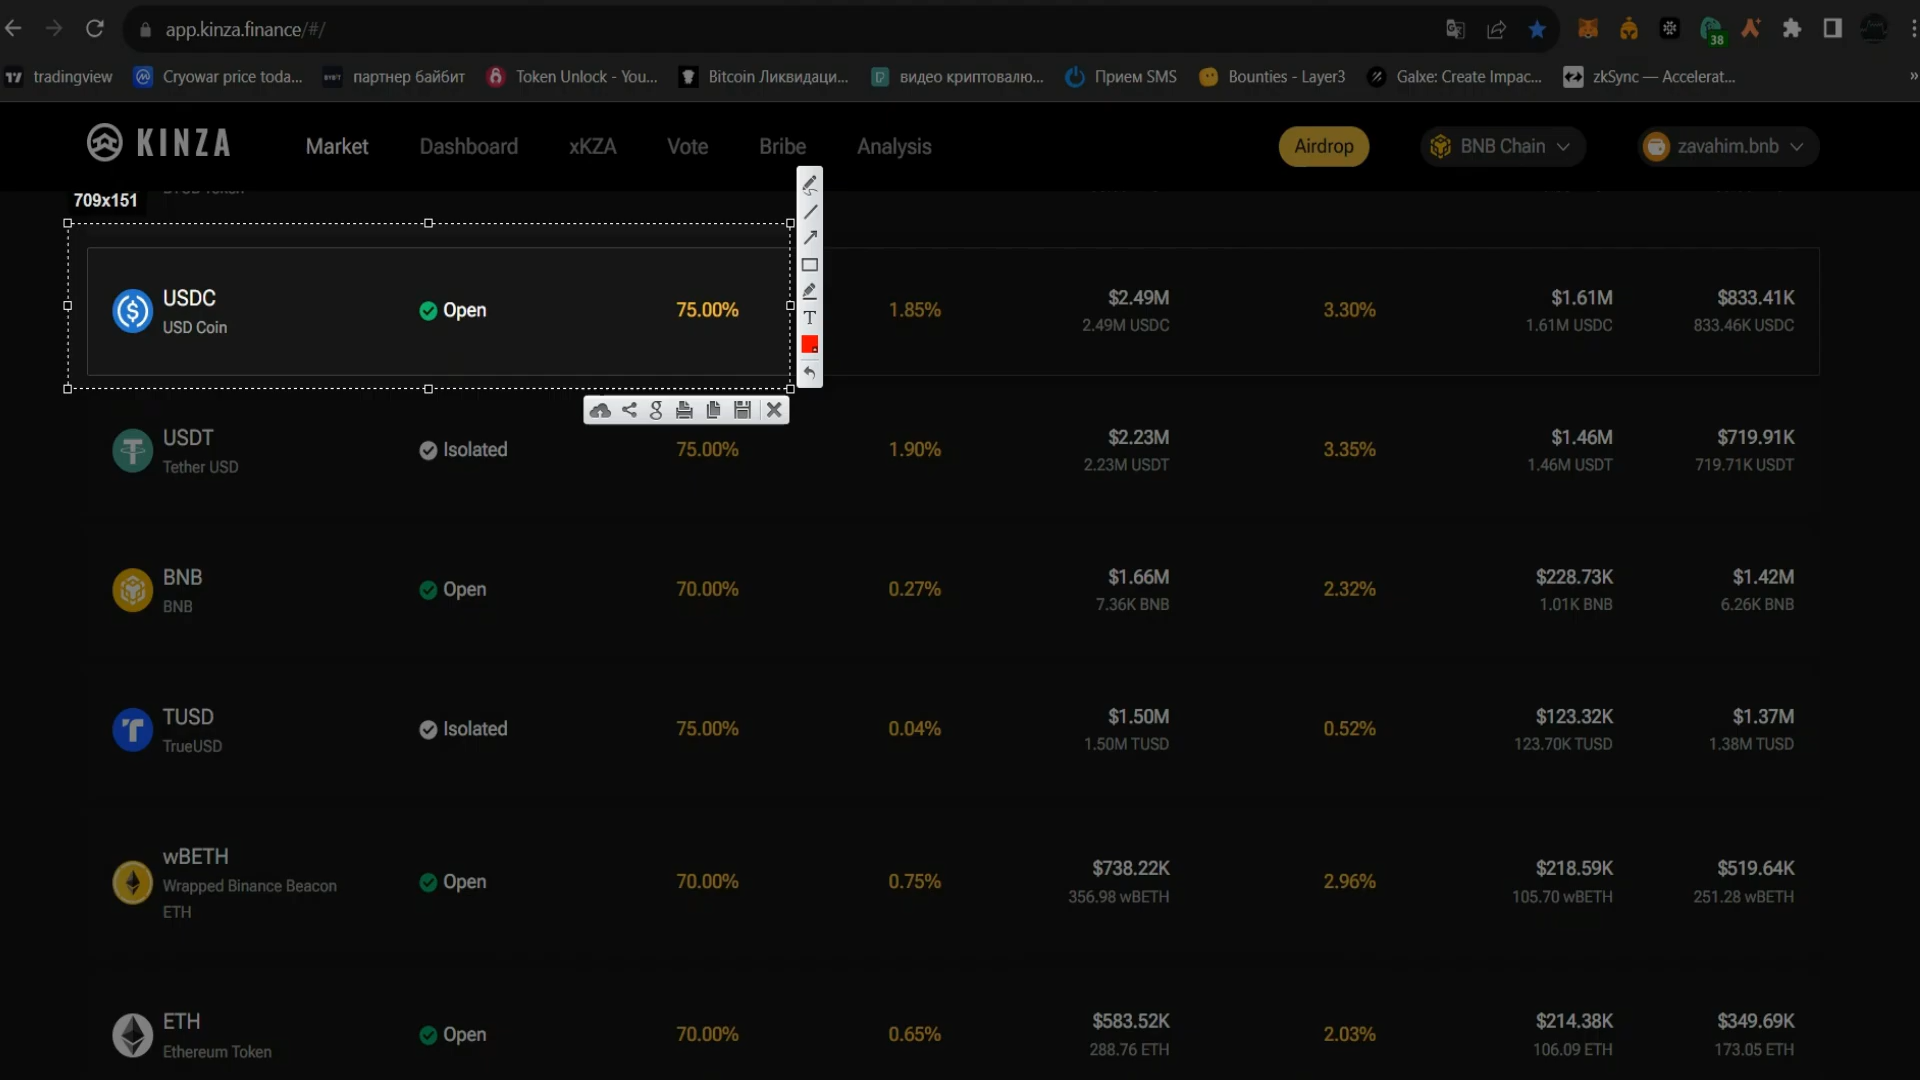 app.kinza.finance/#/
38
tradingview
Cryowar price toda...
партнер байбит
Token Unlock - You...
Bitcoin Ликвидаци...
видео криптовалю...
Прием SMS
Bounties - Layer3
Galxe: Create Impac...
zkSync — Accelerat...
»
KINZA
Market
Dashboard
xKZA
Vote
Bribe
Analysis
Airdrop
BNB Chain
zavahim.bnb
709x151
USDC
USD Coin
Open
75.00%
1.85%
$2.49M
2.49M USDC
3.30%
$1.61M
1.61M USDC
$833.41K
833.46K USDC
T
USDT
Tether USD
Isolated
75.00%
1.90%
$2.23M
2.23M USDT
3.35%
$1.46M
1.46M USDT
$719.91K
719.71K USDT
BNB
BNB
Open
70.00%
0.27%
$1.66M
7.36K BNB
2.32%
$228.73K
1.01K BNB
$1.42M
6.26K BNB
TUSD
TrueUSD
Isolated
75.00%
0.04%
$1.50M
1.50M TUSD
0.52%
$123.32K
123.70K TUSD
$1.37M
1.38M TUSD
wBETH
Wrapped Binance Beacon
ETH
Open
70.00%
0.75%
$738.22K
356.98 wBETH
2.96%
$218.59K
105.70 wBETH
$519.64K
251.28 wBETH
ETH
Ethereum Token
Open
70.00%
0.65%
$583.52K
288.76 ETH
2.03%
$214.38K
106.09 ETH
$349.69K
173.05 ETH